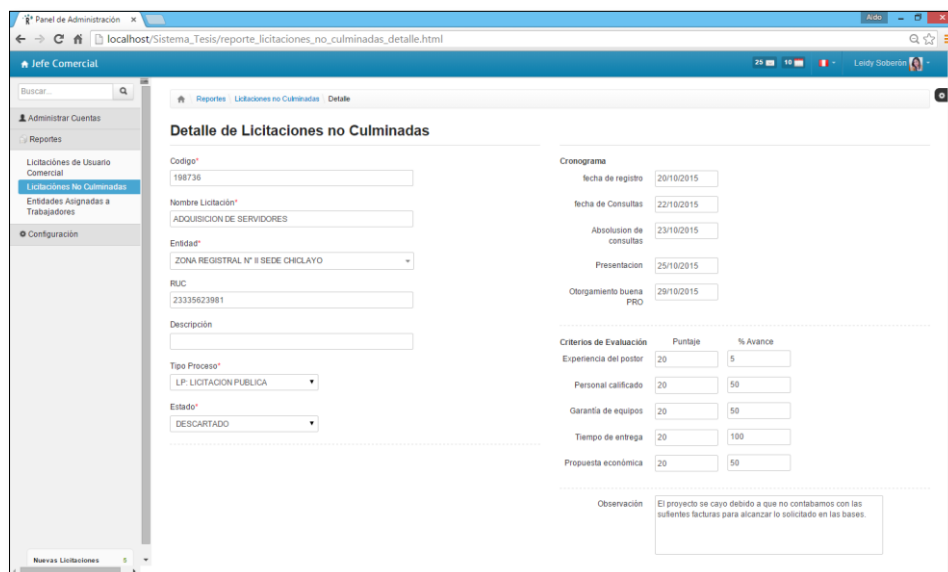 Panel de Administración
Aldo
localhost/Sistema_Tesis/reporte_licitaciones_no_culminadas_detalle.html
Jefe Comercial
25
10
Leidy Soberón
Buscar...
Administrar Cuentas
Reportes
Licitaciónes de Usuario
Comercial
Licitaciónes No Culminadas
Entidades Asignadas a
Trabajadores
Configuración
Nuevas Licitaciones 5
Reportes Licitaciones no Culminadas Detalle
Detalle de Licitaciones no Culminadas
Codigo*
198736
Nombre Licitación*
ADQUISICION DE SERVIDORES
Entidad*
ZONA REGISTRAL N° II SEDE CHICLAYO
RUC
23335623981
Descripción
Tipo Proceso*
LP: LICITACION PUBLICA
Estado*
DESCARTADO
Cronograma
fecha de registro 20/10/2015
fecha de Consultas 22/10/2015
Absolusion de
consultas
23/10/2015
Presentacion 25/10/2015
Otorgamiento buena
PRO
29/10/2015
Criterios de Evaluación Puntaje % Avance
Experiencia del postor 20 5
Personal calificado 20 50
Garantía de equipos 20 50
Tiempo de entrega 20 100
Propuesta económica 20 50
Observación
El proyecto se cayo debido a que no contabamos con las
sufientes facturas para alcanzar lo solicitado en las bases.